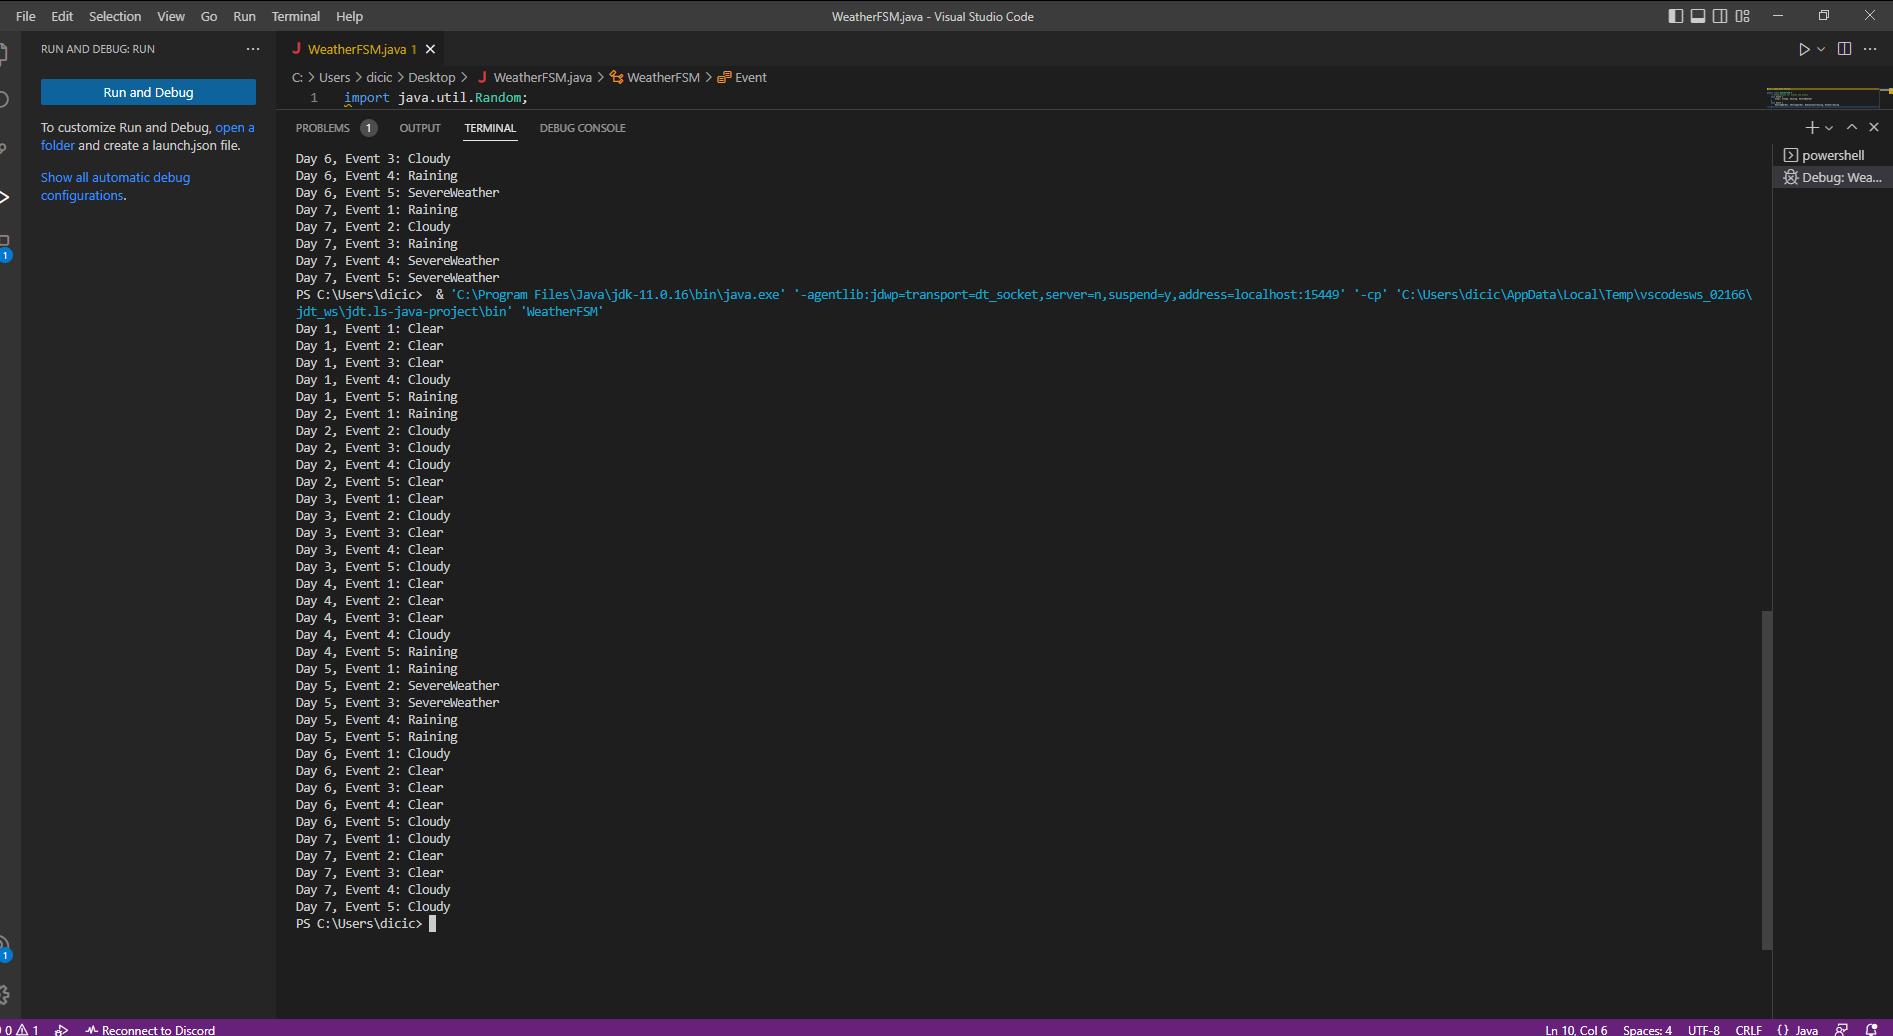 File Edit Selection View Go Run Terminal Help
WeatherFSM.java - Visual Studio Code
RUN AND DEBUG: RUN
Run and Debug
To customize Run and Debug, open a
folder and create a launch.json file.
Show all automatic debug
configurations.
1
1
WeatherFSM.java 1
C: > Users > dicic > Desktop > WeatherFSM.java > WeatherFSM > Event
1 import java.util.Random;
PROBLEMS 1 OUTPUT TERMINAL DEBUG CONSOLE
Day 6, Event 3: Cloudy
Day 6, Event 4: Raining
Day 6, Event 5: SevereWeather
Day 7, Event 1: Raining
Day 7, Event 2: Cloudy
Day 7, Event 3: Raining
Day 7, Event 4: SevereWeather
Day 7, Event 5: SevereWeather
PS C:\Users\dicic> & 'C:\Program Files\Java\jdk-11.0.16\bin\java.exe' '-agentlib:jdwp=transport=dt_socket,server=n,suspend=y,address=localhost:15449' '-cp' 'C:\Users\dicic\AppData\Local\Temp\vscodesws_02166\
jdt_ws\jdt.ls-java-project\bin' 'WeatherFSM'
Day 1, Event 1: Clear
Day 1, Event 2: Clear
Day 1, Event 3: Clear
Day 1, Event 4: Cloudy
Day 1, Event 5: Raining
Day 2, Event 1: Raining
Day 2, Event 2: Cloudy
Day 2, Event 3: Cloudy
Day 2, Event 4: Cloudy
Day 2, Event 5: Clear
Day 3, Event 1: Clear
Day 3, Event 2: Cloudy
Day 3, Event 3: Clear
Day 3, Event 4: Clear
Day 3, Event 5: Cloudy
Day 4, Event 1: Clear
Day 4, Event 2: Clear
Day 4, Event 3: Clear
Day 4, Event 4: Cloudy
Day 4, Event 5: Raining
Day 5, Event 1: Raining
Day 5, Event 2: SevereWeather
Day 5, Event 3: SevereWeather
Day 5, Event 4: Raining
Day 5, Event 5: Raining
Day 6, Event 1: Cloudy
Day 6, Event 2: Clear
Day 6, Event 3: Clear
Day 6, Event 4: Clear
Day 6, Event 5: Cloudy
Day 7, Event 1: Cloudy
Day 7, Event 2: Clear
Day 7, Event 3: Clear
Day 7, Event 4: Cloudy
Day 7, Event 5: Cloudy
PS C:\Users\dicic>
powershell
Debug: Wea...
0 1 Reconnect to Discord
Ln 10, Col 6 Spaces: 4 UTF-8 CRLF {} Java